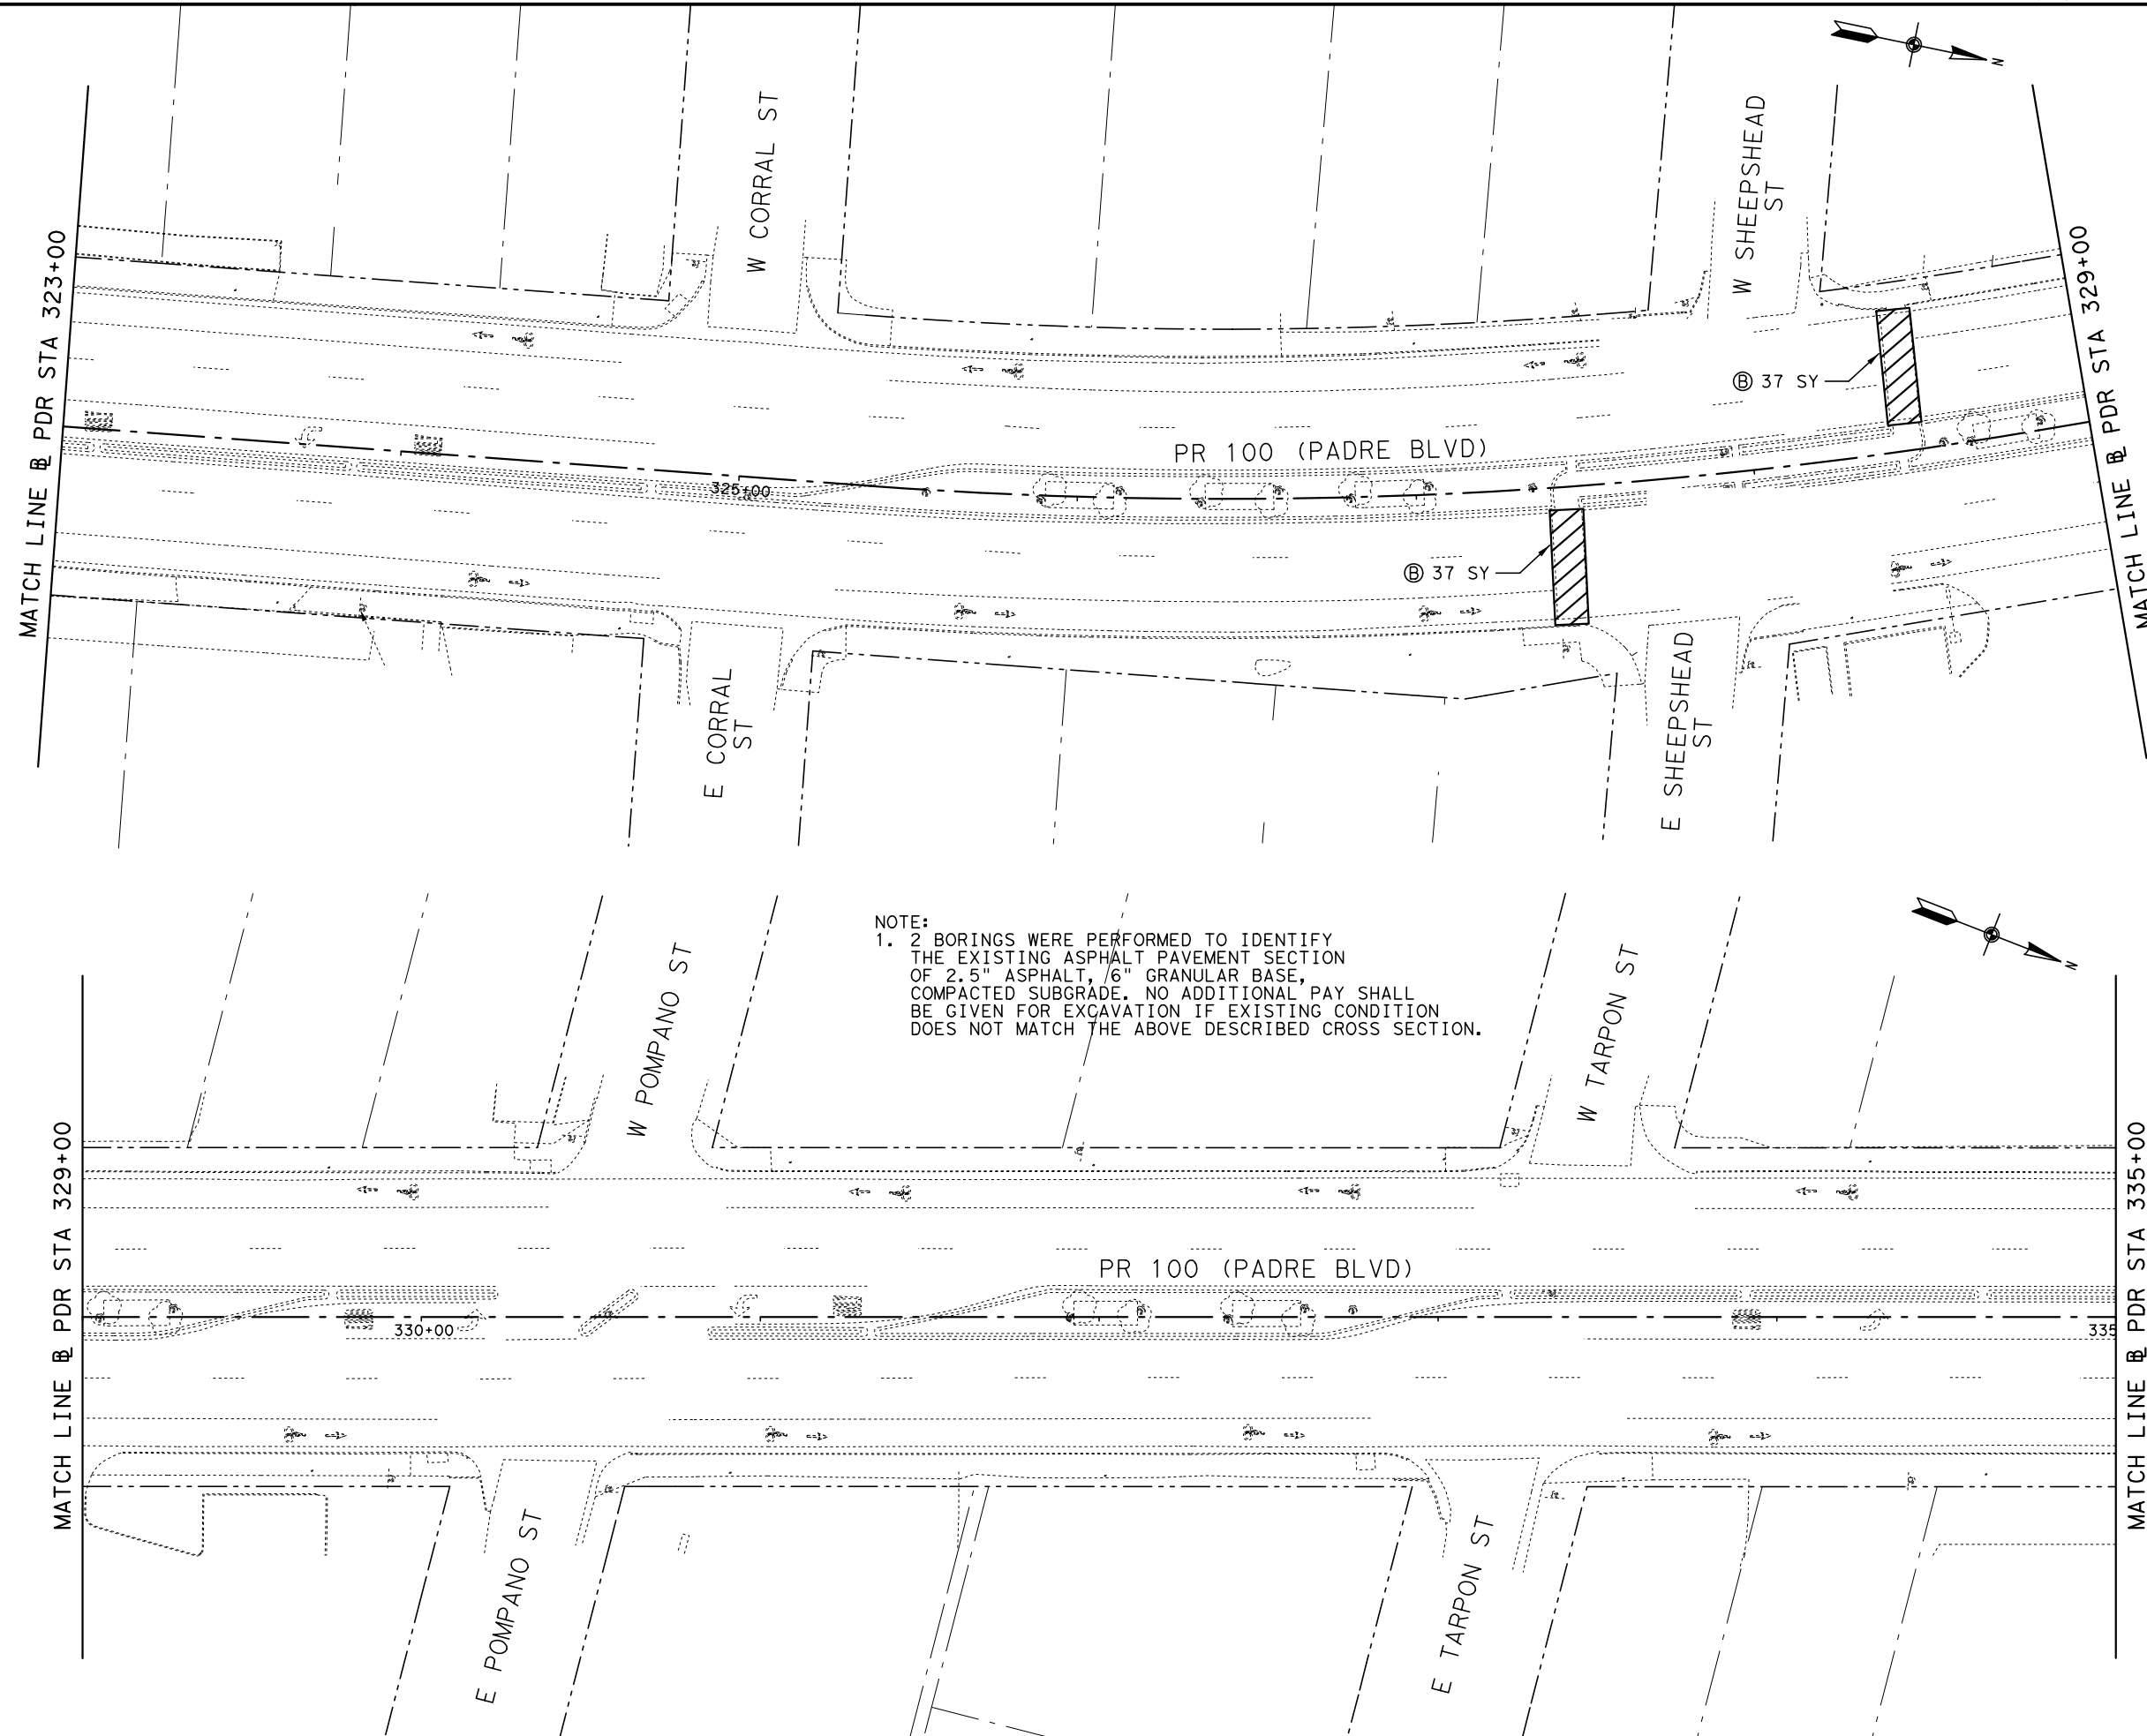 N
W CORRAL ST
W SHEEPSHEAD
ST
MATCH LINE BL PDR STA 323+00
MATCH LINE BL PDR STA 329+00
Ⓑ 37 SY
PR 100 (PADRE BLVD)
325+00
Ⓑ 37 SY
E CORRAL
ST
E SHEEPSHEAD
ST
NOTE:
1. 2 BORINGS WERE PERFORMED TO IDENTIFY
THE EXISTING ASPHALT PAVEMENT SECTION
OF 2.5" ASPHALT, 6" GRANULAR BASE,
COMPACTED SUBGRADE. NO ADDITIONAL PAY SHALL
BE GIVEN FOR EXCAVATION IF EXISTING CONDITION
DOES NOT MATCH THE ABOVE DESCRIBED CROSS SECTION.
N
W POMPANO ST
W TARPON ST
MATCH LINE BL PDR STA 329+00
MATCH LINE BL PDR STA 335+00
PR 100 (PADRE BLVD)
330+00
335
E POMPANO ST
E TARPON ST